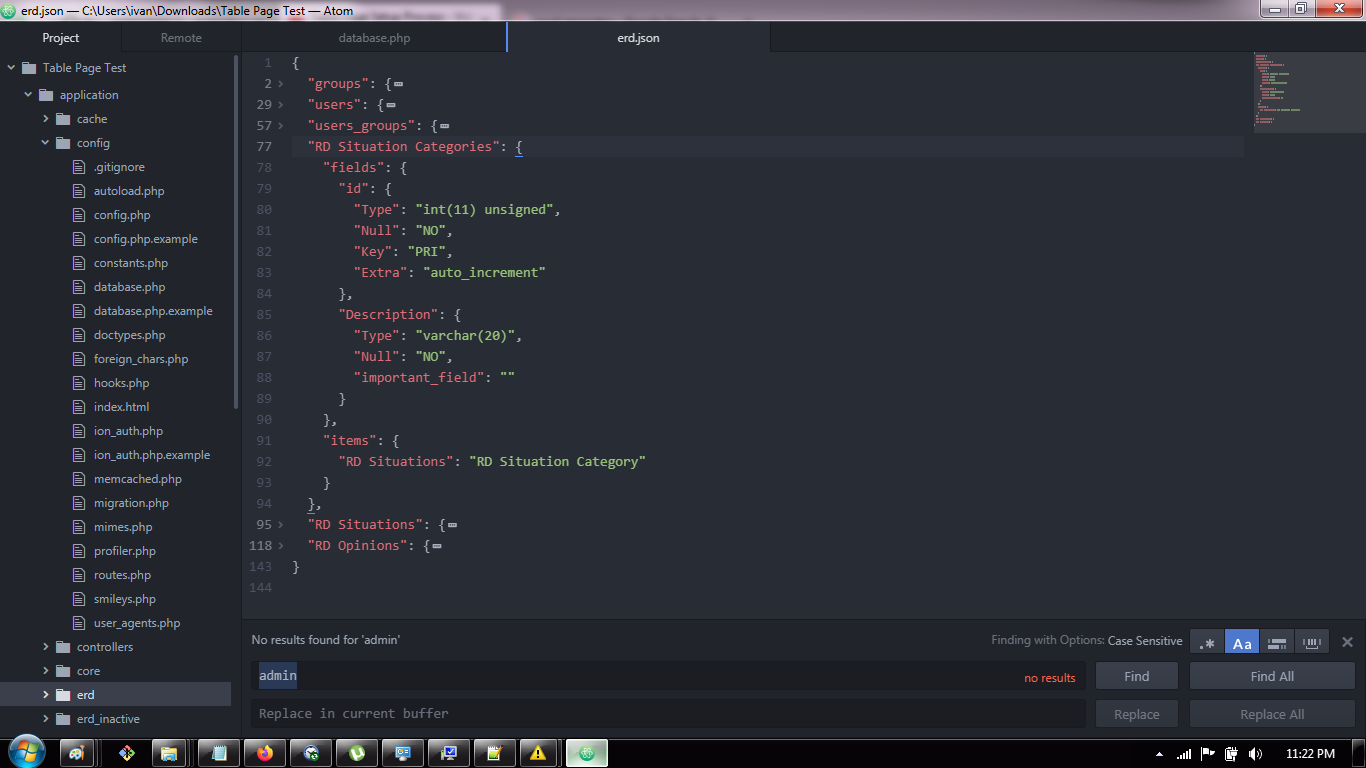 erd.json — C:\Users\ivan\Downloads\Table Page Test — Atom
Project
Remote
database.php
erd.json
Table Page Test
application
cache
config
.gitignore
autoload.php
config.php
config.php.example
constants.php
database.php
database.php.example
doctypes.php
foreign_chars.php
hooks.php
index.html
ion_auth.php
ion_auth.php.example
memcached.php
migration.php
mimes.php
profiler.php
routes.php
smileys.php
user_agents.php
controllers
core
erd
erd_inactive
1 {
2 "groups": {
29 "users": {
57 "users_groups": {
77 "RD Situation Categories": {
78 "fields": {
79 "id": {
80 "Type": "int(11) unsigned",
81 "Null": "NO",
82 "Key": "PRI",
83 "Extra": "auto_increment"
84 },
85 "Description": {
86 "Type": "varchar(20)",
87 "Null": "NO",
88 "important_field": ""
89 }
90 },
91 "items": {
92 "RD Situations": "RD Situation Category"
93 }
94 },
95 "RD Situations": {
118 "RD Opinions": {
143 }
144
No results found for 'admin'
Finding with Options: Case Sensitive
.*
Aa
admin
no results
Find
Find All
Replace in current buffer
Replace
Replace All
11:22 PM